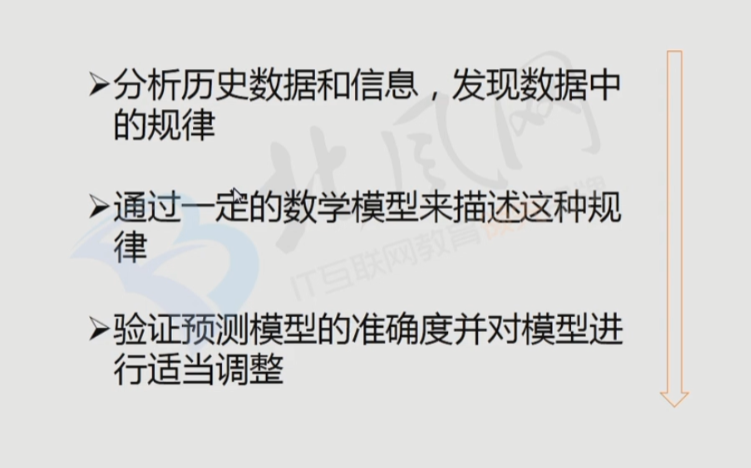 ➢分析历史数据和信息，发现数据中
的规律
➢通过一定的数学模型来描述这种规
律
➢验证预测模型的准确度并对模型进
行适当调整
北风网
IT互联网教育